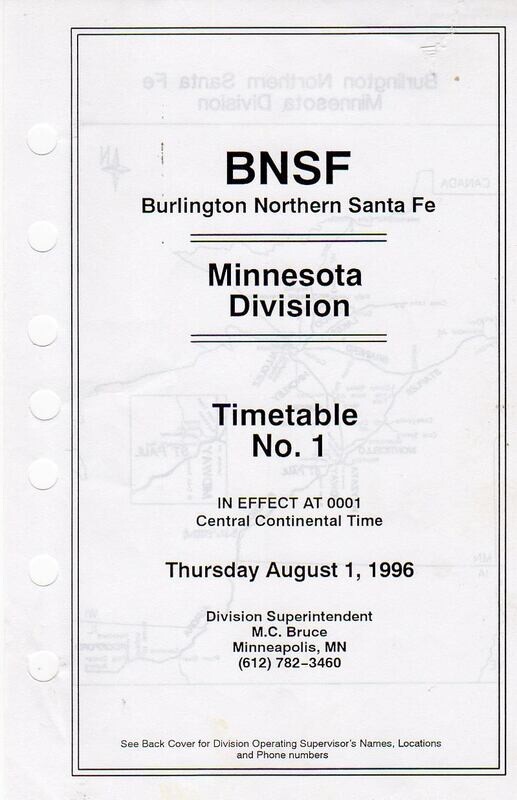 BNSF
Burlington Northern Santa Fe
Minnesota
Division
Timetable
No. 1
IN EFFECT AT 0001
Central Continental Time
Thursday August 1, 1996
Division Superintendent
M.C. Bruce
Minneapolis, MN
(612) 782-3460
See Back Cover for Division Operating Supervisor's Names, Locations
and Phone numbers